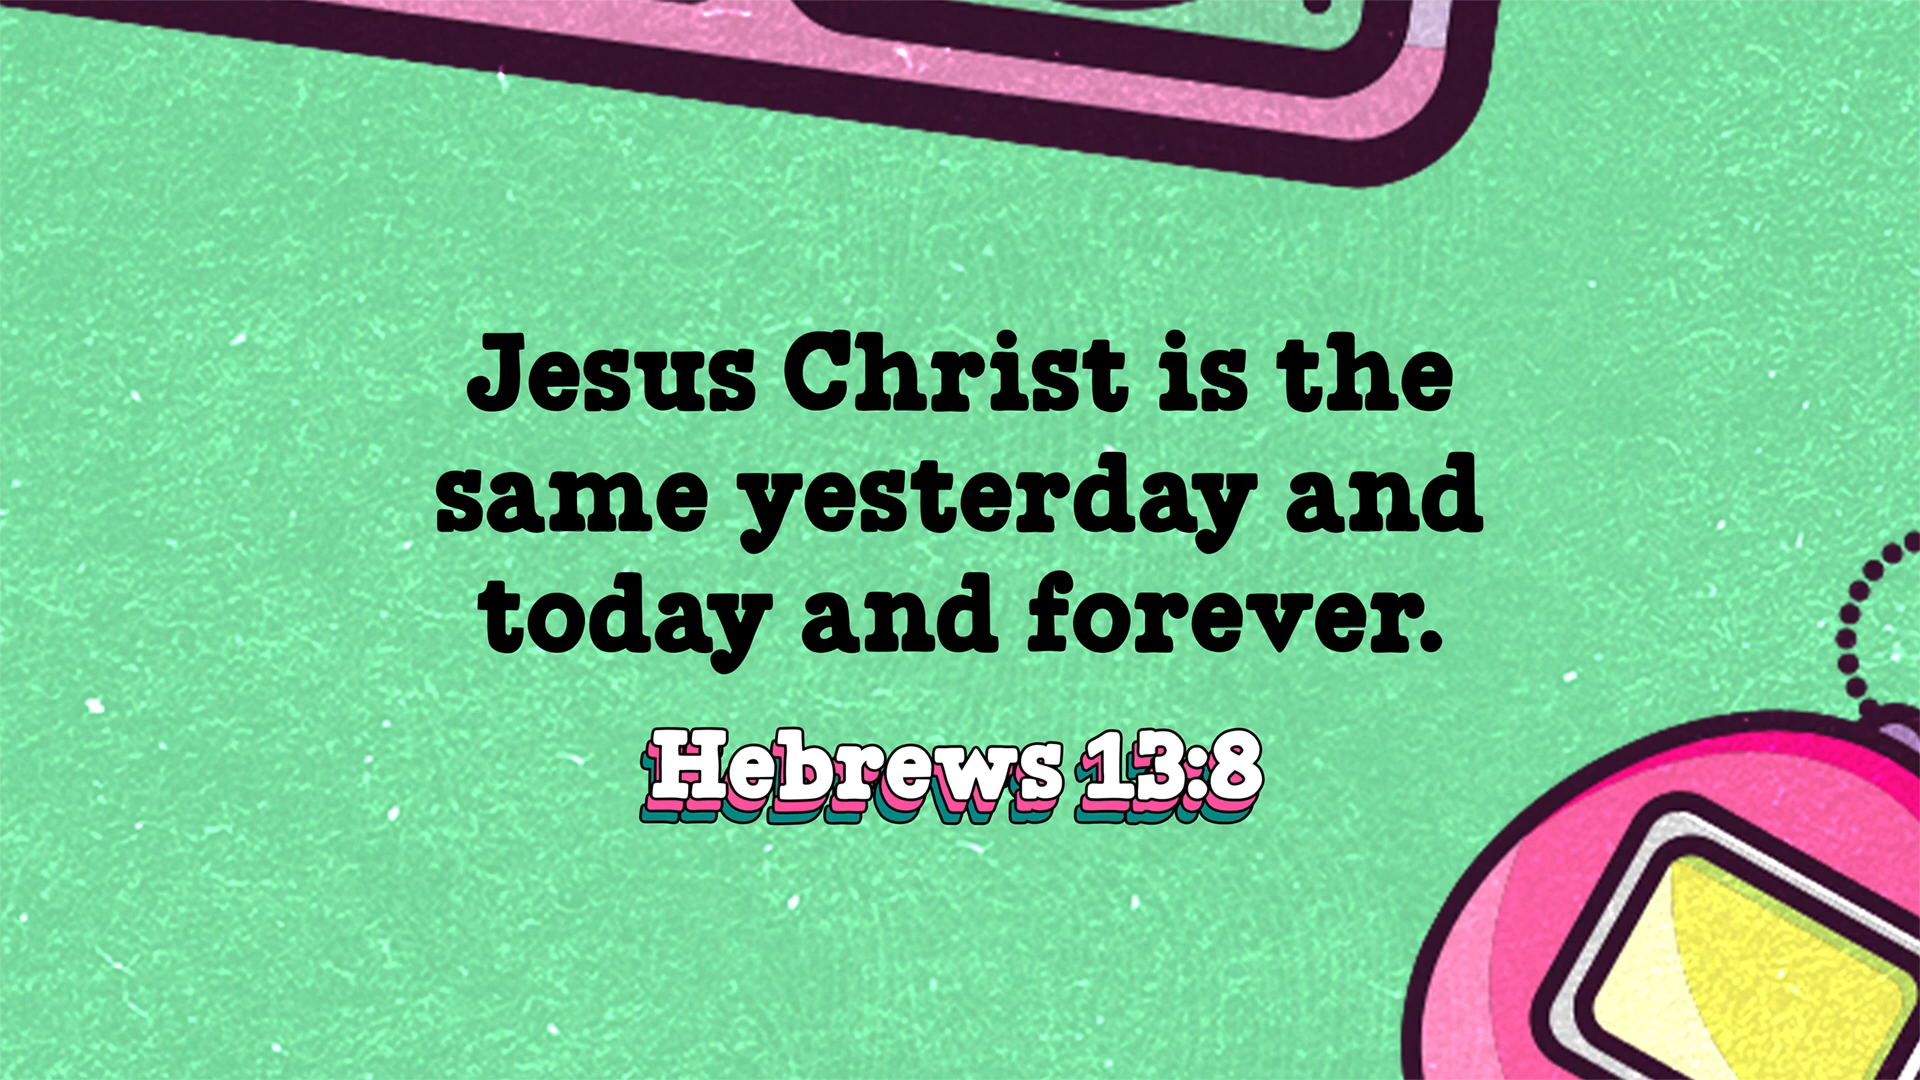 Jesus Christ is the
same yesterday and
today and forever.
Hebrews 13:8